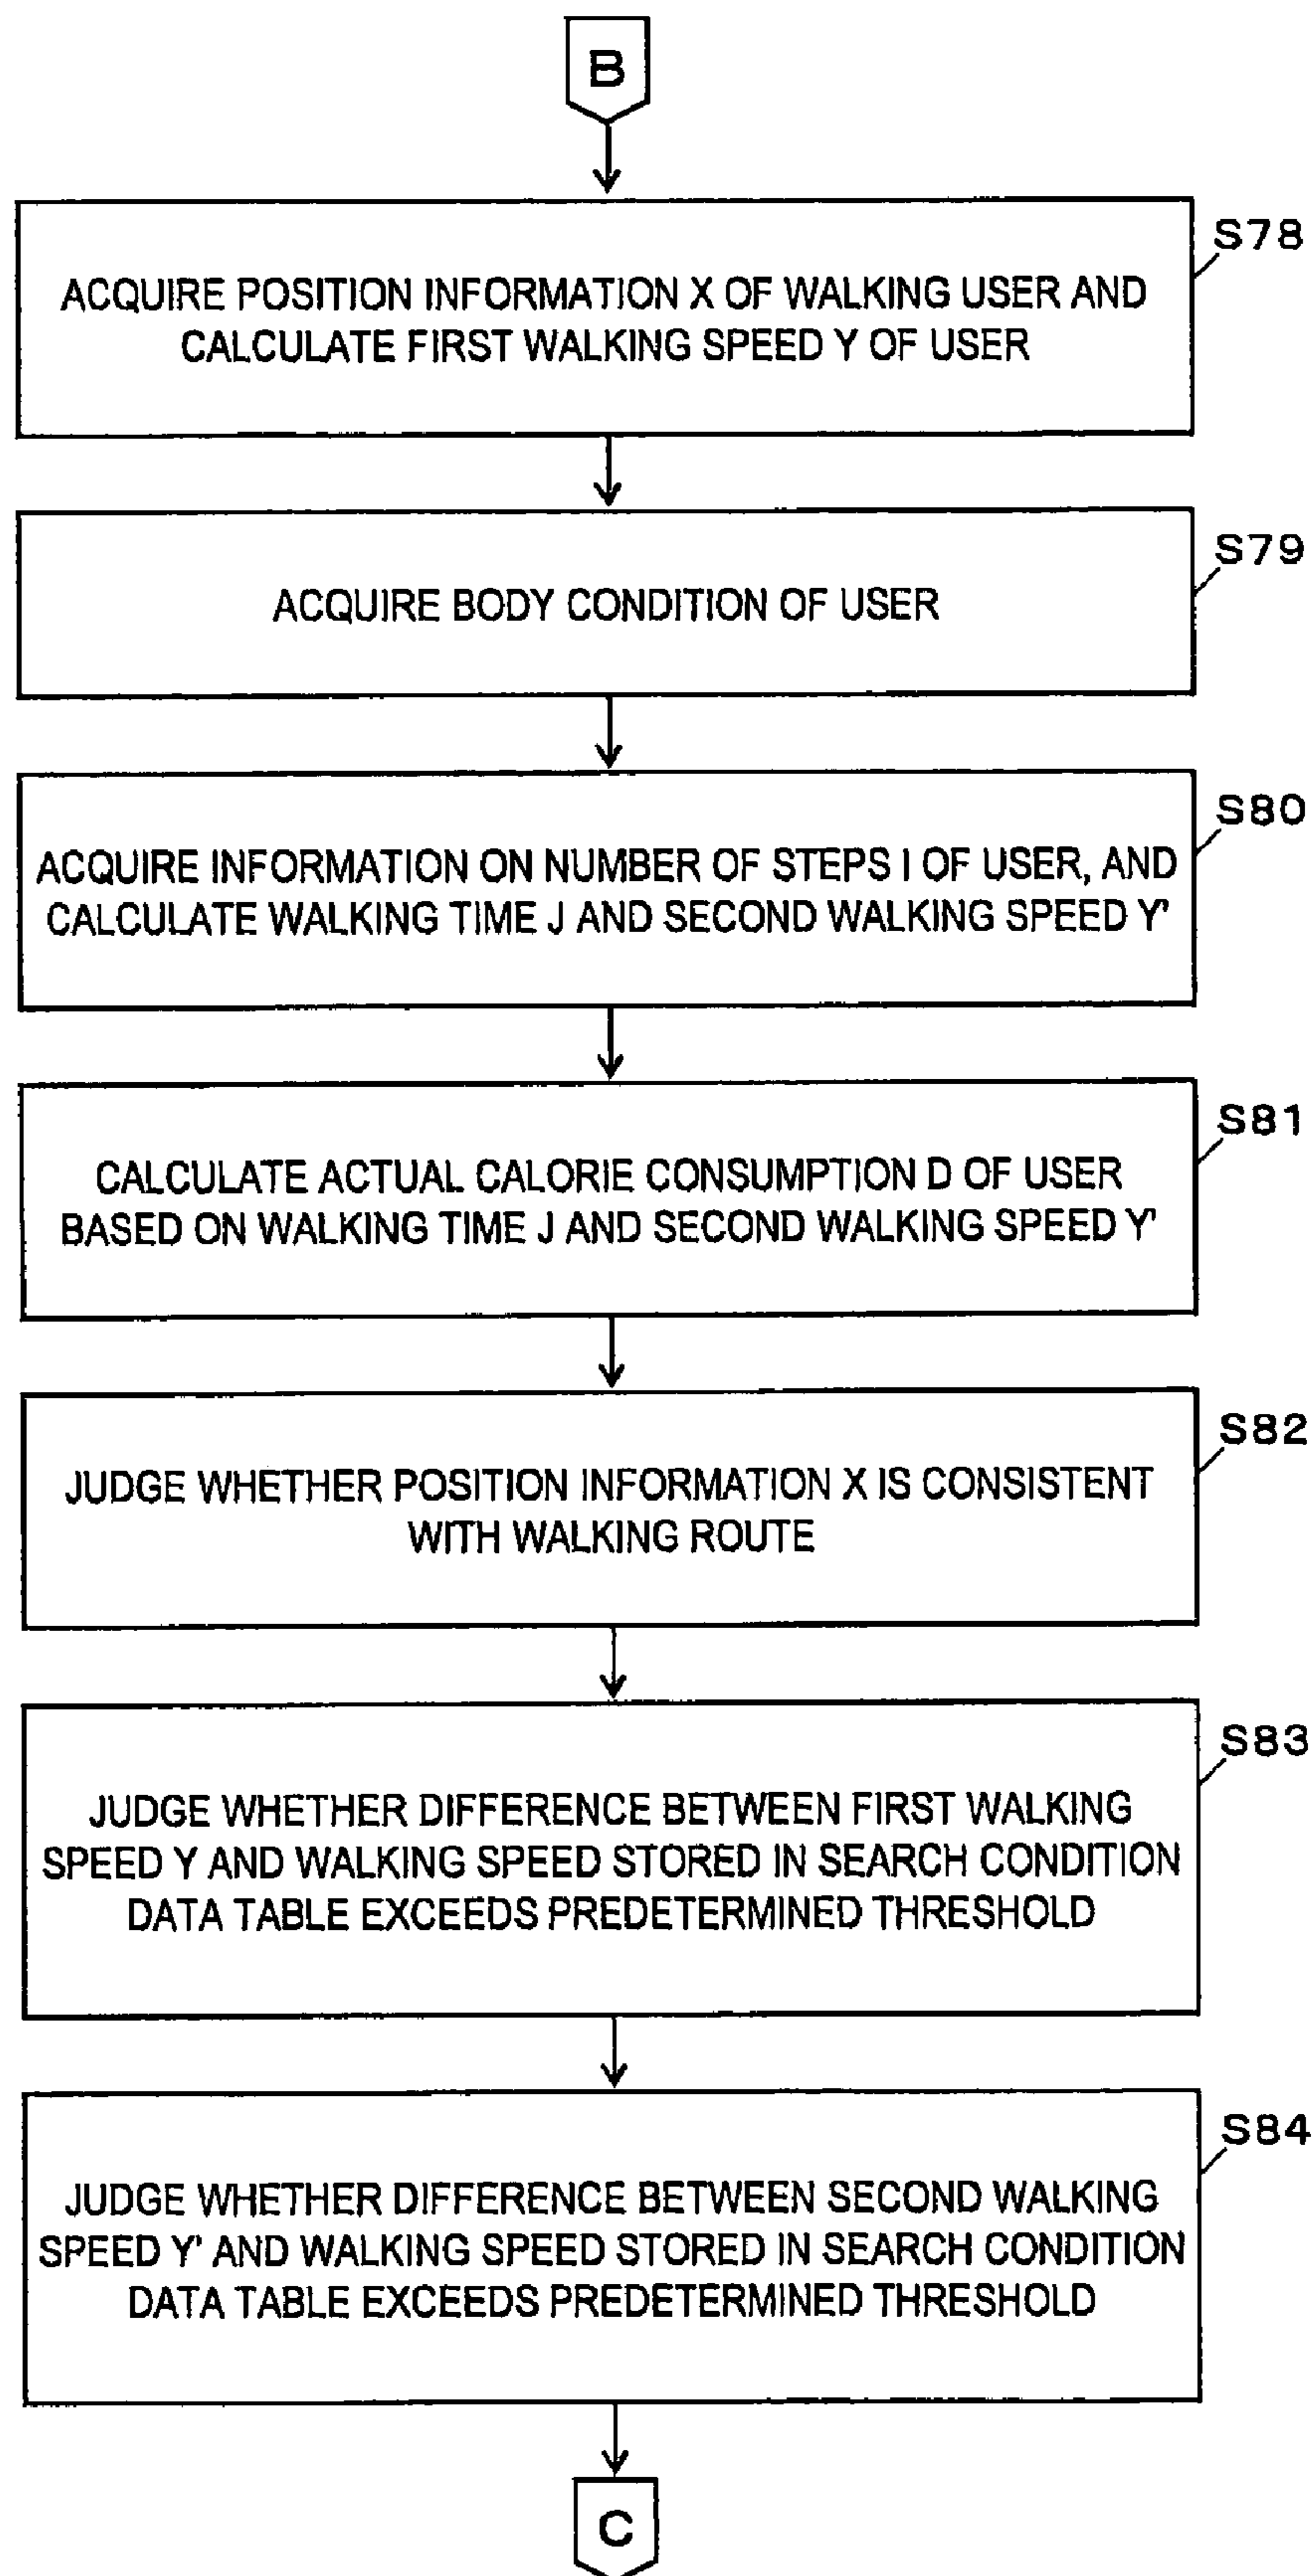 B
S78
ACQUIRE POSITION INFORMATION X OF WALKING USER AND
CALCULATE FIRST WALKING SPEED Y OF USER
S79
ACQUIRE BODY CONDITION OF USER
S80
ACQUIRE INFORMATION ON NUMBER OF STEPS I OF USER, AND
CALCULATE WALKING TIME J AND SECOND WALKING SPEED Y'
S81
CALCULATE ACTUAL CALORIE CONSUMPTION D OF USER
BASED ON WALKING TIME J AND SECOND WALKING SPEED Y'
S82
JUDGE WHETHER POSITION INFORMATION X IS CONSISTENT
WITH WALKING ROUTE
S83
JUDGE WHETHER DIFFERENCE BETWEEN FIRST WALKING
SPEED Y AND WALKING SPEED STORED IN SEARCH CONDITION
DATA TABLE EXCEEDS PREDETERMINED THRESHOLD
S84
JUDGE WHETHER DIFFERENCE BETWEEN SECOND WALKING
SPEED Y' AND WALKING SPEED STORED IN SEARCH CONDITION
DATA TABLE EXCEEDS PREDETERMINED THRESHOLD
C